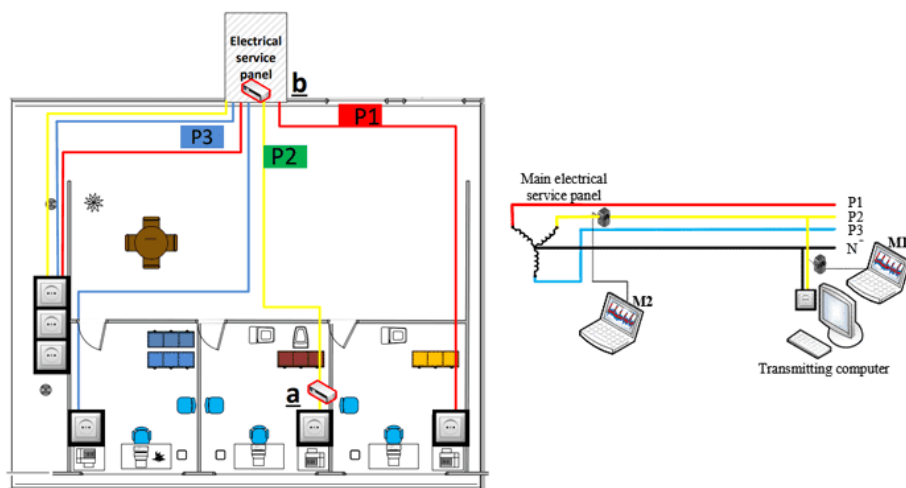 Electrical
service
panel
b
P1
P3
P2
a
Main electrical
service panel
P1
P2
P3
N
M1
M2
Transmitting computer